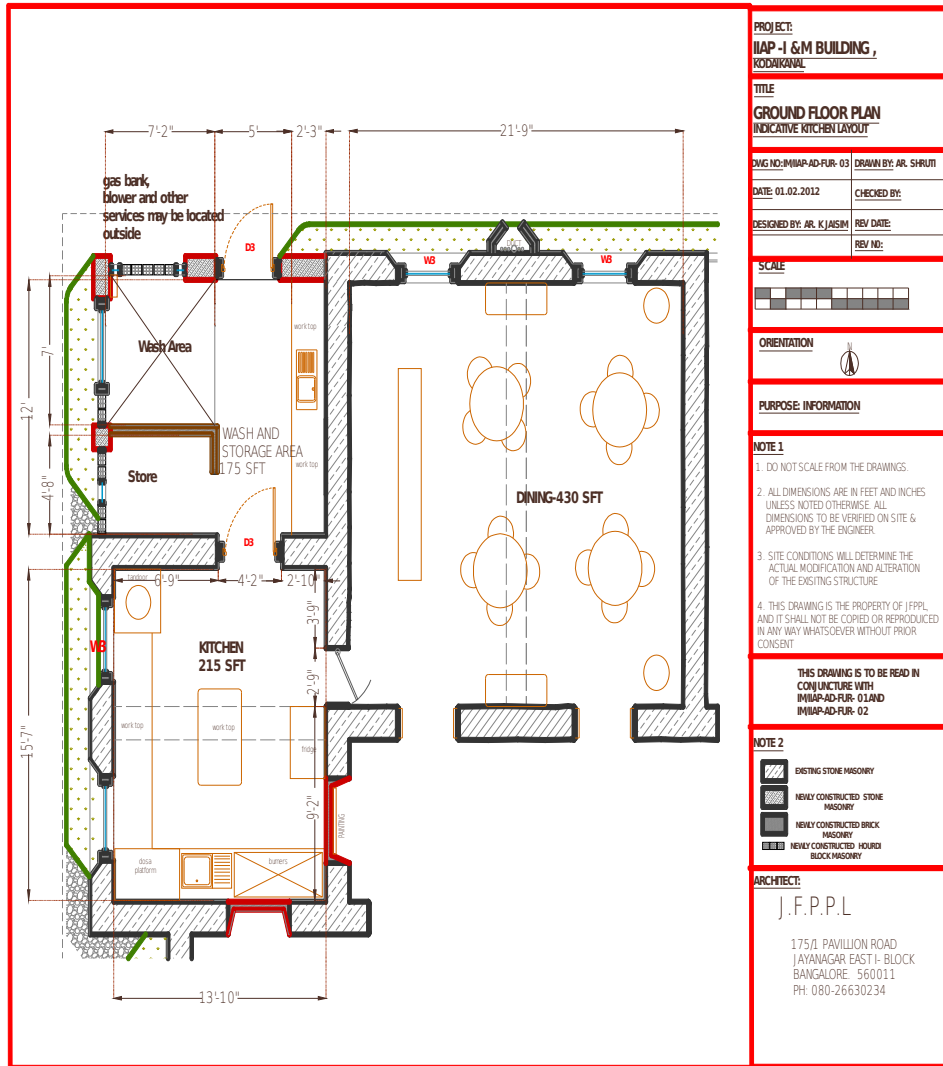 7'-2"
5'
2'-3"
21'-9"
gas bank,
blower and other
services may be located
outside
D3
DUCT
W3
W3
work top
Wash Area
7'
12'
WASH AND
STORAGE AREA
175 SFT
work top
Store
4'-8"
DINING-430 SFT
D3
tandoor
6'-9"
4'-2"
2'-10"
3'-9"
W3
KITCHEN
215 SFT
2'-9"
work top
work top
fridge
15'-7"
9'-2"
PAINTING
dosa
platform
burners
13'-10"
PROJECT:
IIAP -I &M BUILDING ,
KODAIKANAL
TITLE
GROUND FLOOR PLAN
INDICATIVE KITCHEN LAYOUT
DWG NO:IM/IIAP-AD-FUR- 03
DRAWN BY: AR. SHRUTI
DATE: 01.02.2012
CHECKED BY:
DESIGNED BY: AR. K JAISIM
REV DATE:
REV NO:
SCALE
ORIENTATION
N
PURPOSE: INFORMATION
NOTE 1
1. DO NOT SCALE FROM THE DRAWINGS.
2. ALL DIMENSIONS ARE IN FEET AND INCHES
UNLESS NOTED OTHERWISE. ALL
DIMENSIONS TO BE VERIFIED ON SITE &
APPROVED BY THE ENGINEER.
3. SITE CONDITIONS WILL DETERMINE THE
ACTUAL MODIFICATION AND ALTERATION
OF THE EXISITNG STRUCTURE
4. THIS DRAWING IS THE PROPERTY OF JFPPL,
AND IT SHALL NOT BE COPIED OR REPRODUCED
IN ANY WAY WHATSOEVER WITHOUT PRIOR
CONSENT
THIS DRAWING IS TO BE READ IN
CONJUNCTURE WITH
IM/IIAP-AD-FUR- 01 AND
IM/IIAP-AD-FUR- 02
NOTE 2
EXISTING STONE MASONRY
NEWLY CONSTRUCTED STONE
MASONRY
NEWLY CONSTRUCTED BRICK
MASONRY
NEWLY CONSTRUCTED HOURDI
BLOCK MASONRY
ARCHITECT:
J.F.P.P.L
175/1 PAVILLION ROAD
JAYANAGAR EAST I- BLOCK
BANGALORE. 560011
PH: 080-26630234